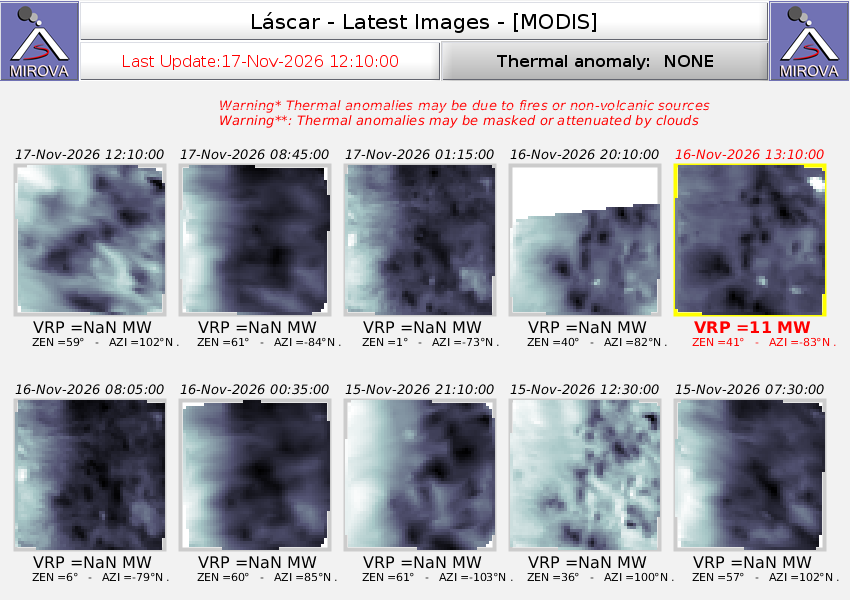 Láscar - Latest Images - [MODIS]
MIROVA
Last Update:17-Nov-2026 12:10:00
Thermal anomaly: NONE
MIROVA
Warning* Thermal anomalies may be due to fires or non-volcanic sources
Warning**: Thermal anomalies may be masked or attenuated by clouds
17-Nov-2026 12:10:00 17-Nov-2026 08:45:00 17-Nov-2026 01:15:00 16-Nov-2026 20:10:00 16-Nov-2026 13:10:00
VRP =NaN MW VRP =NaN MW VRP =NaN MW VRP =NaN MW VRP =11 MW
ZEN =59° - AZI =102°N . ZEN =61° - AZI =-84°N . ZEN =1° - AZI =-73°N . ZEN =40° - AZI =82°N . ZEN =41° - AZI =-83°N .
16-Nov-2026 08:05:00 16-Nov-2026 00:35:00 15-Nov-2026 21:10:00 15-Nov-2026 12:30:00 15-Nov-2026 07:30:00
VRP =NaN MW VRP =NaN MW VRP =NaN MW VRP =NaN MW VRP =NaN MW
ZEN =6° - AZI =-79°N . ZEN =60° - AZI =85°N . ZEN =61° - AZI =-103°N . ZEN =36° - AZI =100°N . ZEN =57° - AZI =102°N .